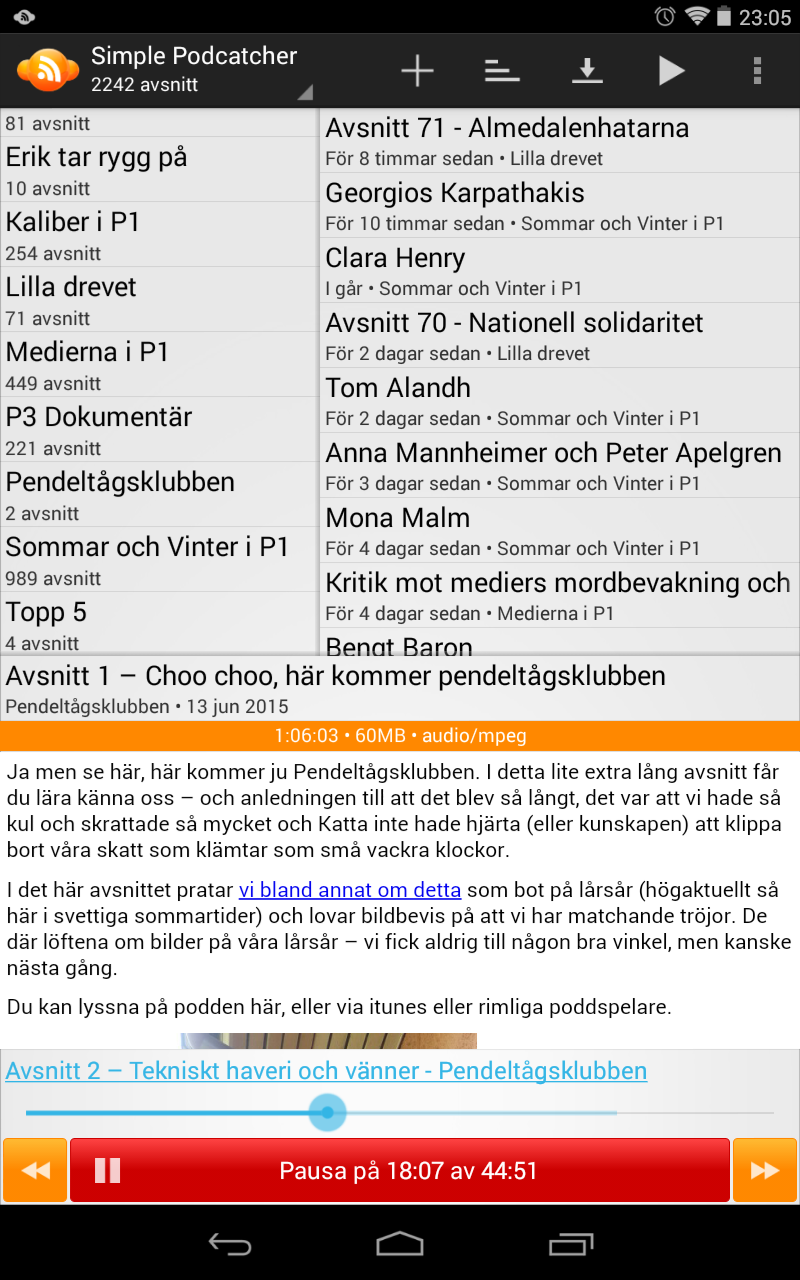 23:05
Simple Podcatcher
2242 avsnitt
81 avsnitt
Erik tar rygg på
10 avsnitt
Kaliber i P1
254 avsnitt
Lilla drevet
71 avsnitt
Medierna i P1
449 avsnitt
P3 Dokumentär
221 avsnitt
Pendeltågsklubben
2 avsnitt
Sommar och Vinter i P1
989 avsnitt
Topp 5
4 avsnitt
Avsnitt 71 - Almedalenhatarna
För 8 timmar sedan • Lilla drevet
Georgios Karpathakis
För 10 timmar sedan • Sommar och Vinter i P1
Clara Henry
I går • Sommar och Vinter i P1
Avsnitt 70 - Nationell solidaritet
För 2 dagar sedan • Lilla drevet
Tom Alandh
För 2 dagar sedan • Sommar och Vinter i P1
Anna Mannheimer och Peter Apelgren
För 3 dagar sedan • Sommar och Vinter i P1
Mona Malm
För 4 dagar sedan • Sommar och Vinter i P1
Kritik mot mediers mordbevakning och
För 4 dagar sedan • Medierna i P1
Bengt Baron
Avsnitt 1 – Choo choo, här kommer pendeltågsklubben
Pendeltågsklubben • 13 jun 2015
1:06:03 • 60MB • audio/mpeg
Ja men se här, här kommer ju Pendeltågsklubben. I detta lite extra lång avsnitt får
du lära känna oss – och anledningen till att det blev så långt, det var att vi hade så
kul och skrattade så mycket och Katta inte hade hjärta (eller kunskapen) att klippa
bort våra skatt som klämtar som små vackra klockor.
I det här avsnittet pratar vi bland annat om detta som bot på lårsår (högaktuellt så
här i svettiga sommartider) och lovar bildbevis på att vi har matchande tröjor. De
där löftena om bilder på våra lårsår – vi fick aldrig till någon bra vinkel, men kanske
nästa gång.
Du kan lyssna på podden här, eller via itunes eller rimliga poddspelare.
Avsnitt 2 – Tekniskt haveri och vänner - Pendeltågsklubben
Pausa på 18:07 av 44:51